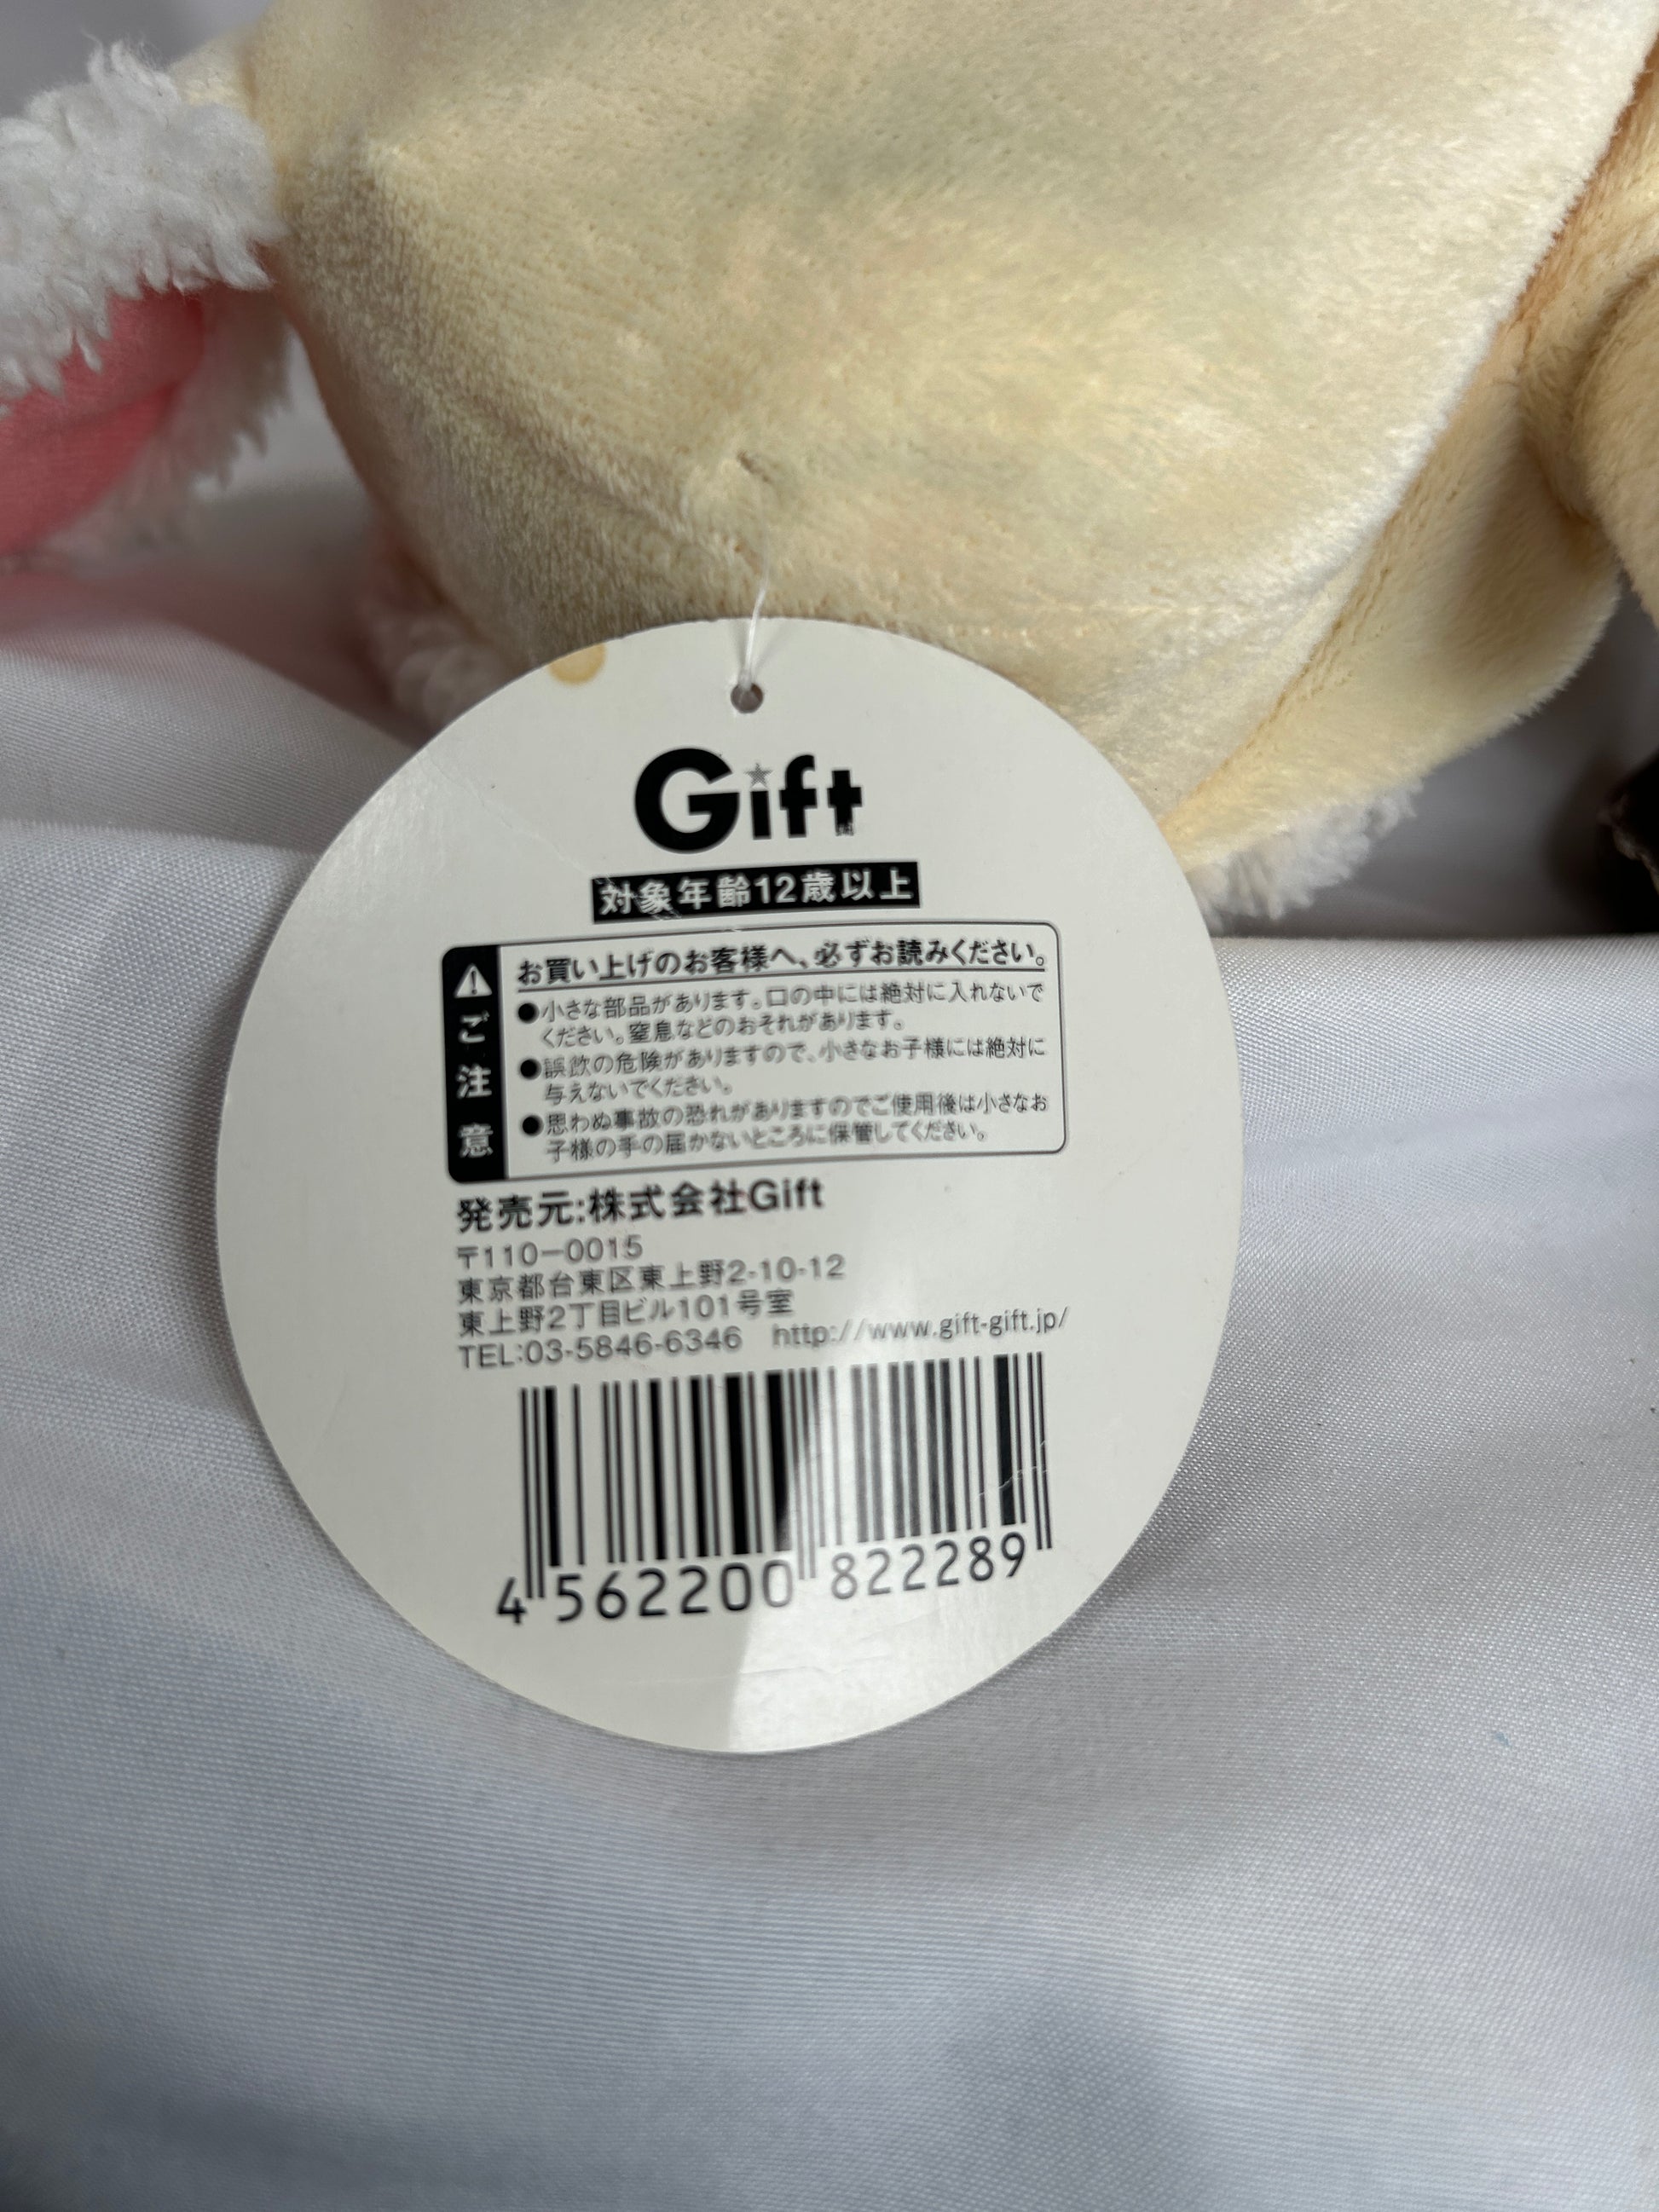 Gift
対象年齢12歳以上
ご注意
お買い上げのお客様へ、必ずお読みください。
●小さな部品があります。口の中には絶対に入れないで
ください。窒息などのおそれがあります。
●誤飲の危険がありますので、小さなお子様には絶対に
与えないでください。
●思わぬ事故の恐れがありますのでご使用後は小さなお
子様の手の届かないところに保管してください。
発売元:株式会社Gift
〒110-0015
東京都台東区東上野2-10-12
東上野2丁目ビル101号室
TEL:03-5846-6346 http://www.gift-gift.jp/
4 562200 822289